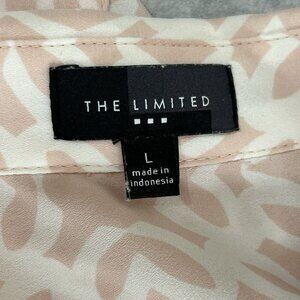 THE LIMITED
L
made in
indonesia